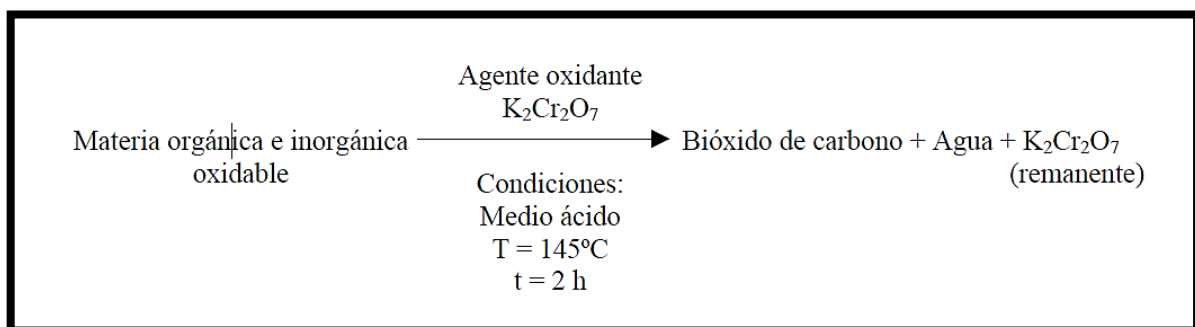 Agente oxidante
K₂Cr₂O₇
Materia orgánica e inorgánica
oxidable
Bióxido de carbono + Agua + K₂Cr₂O₇
(remanente)
Condiciones:
Medio ácido
T = 145ºC
t = 2 h